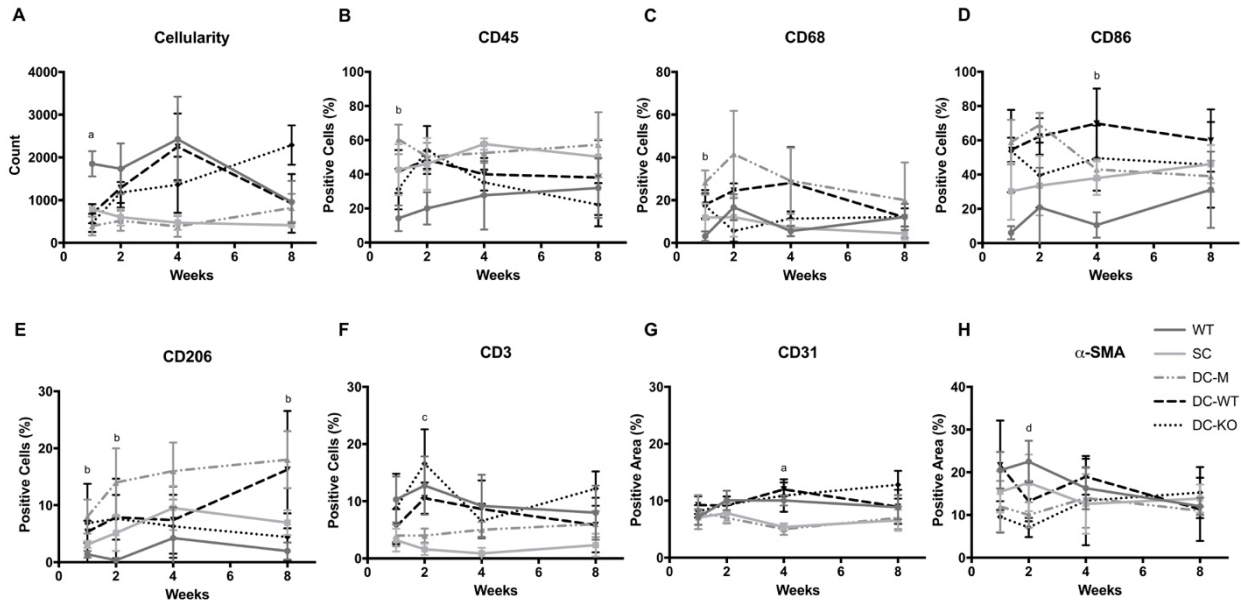 A
Cellularity
Count
4000
3000
2000
1000
0
a
0 2 4 6 8
Weeks
B
CD45
Positive Cells (%)
100
80
60
40
20
0
b
0 2 4 6 8
Weeks
C
CD68
Positive Cells (%)
80
60
40
20
0
b
0 2 4 6 8
Weeks
D
CD86
Positive Cells (%)
100
80
60
40
20
0
b
0 2 4 6 8
Weeks
E
CD206
Positive Cells (%)
30
20
10
0
b
b
b
0 2 4 6 8
Weeks
F
CD3
Positive Cells (%)
30
20
10
0
c
0 2 4 6 8
Weeks
G
CD31
Positive Area (%)
30
20
10
0
a
0 2 4 6 8
Weeks
H
α-SMA
Positive Area (%)
40
30
20
10
0
d
0 2 4 6 8
Weeks
WT
SC
DC-M
DC-WT
DC-KO